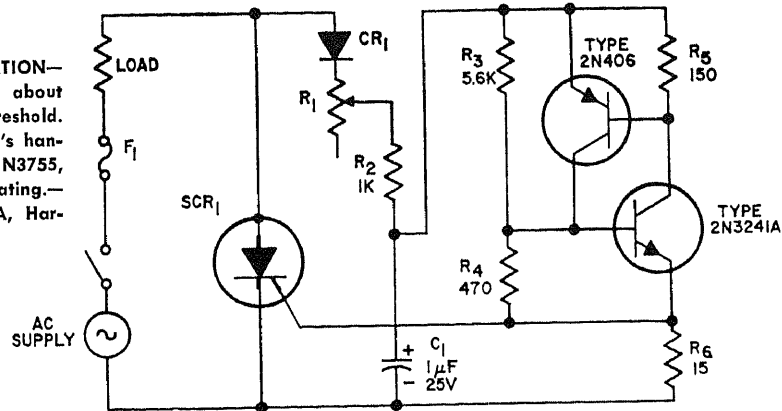 TION—
about
reshold.
's han-
N3755,
ating.—
A, Har-
LOAD
F1
AC
SUPPLY
SCR1
CR1
R1
R2
1K
C1
1μF
25V
+
-
R3
5.6K
R4
470
TYPE
2N406
R5
150
TYPE
2N3241A
R6
15